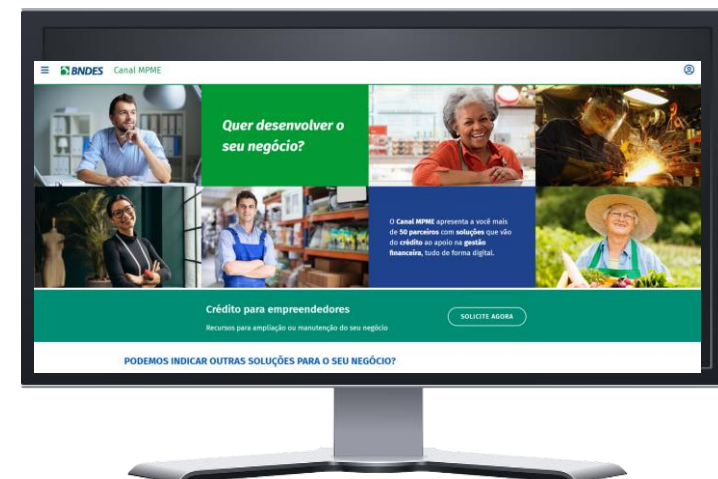 BNDES Canal MPME
Quer desenvolver o
seu negócio?
O Canal MPME apresenta a você mais
de 50 parceiros com soluções que vão
do crédito ao apoio na gestão
financeira, tudo de forma digital.
Crédito para empreendedores
Recursos para ampliação ou manutenção do seu negócio
SOLICITE AGORA
PODEMOS INDICAR OUTRAS SOLUÇÕES PARA O SEU NEGÓCIO?